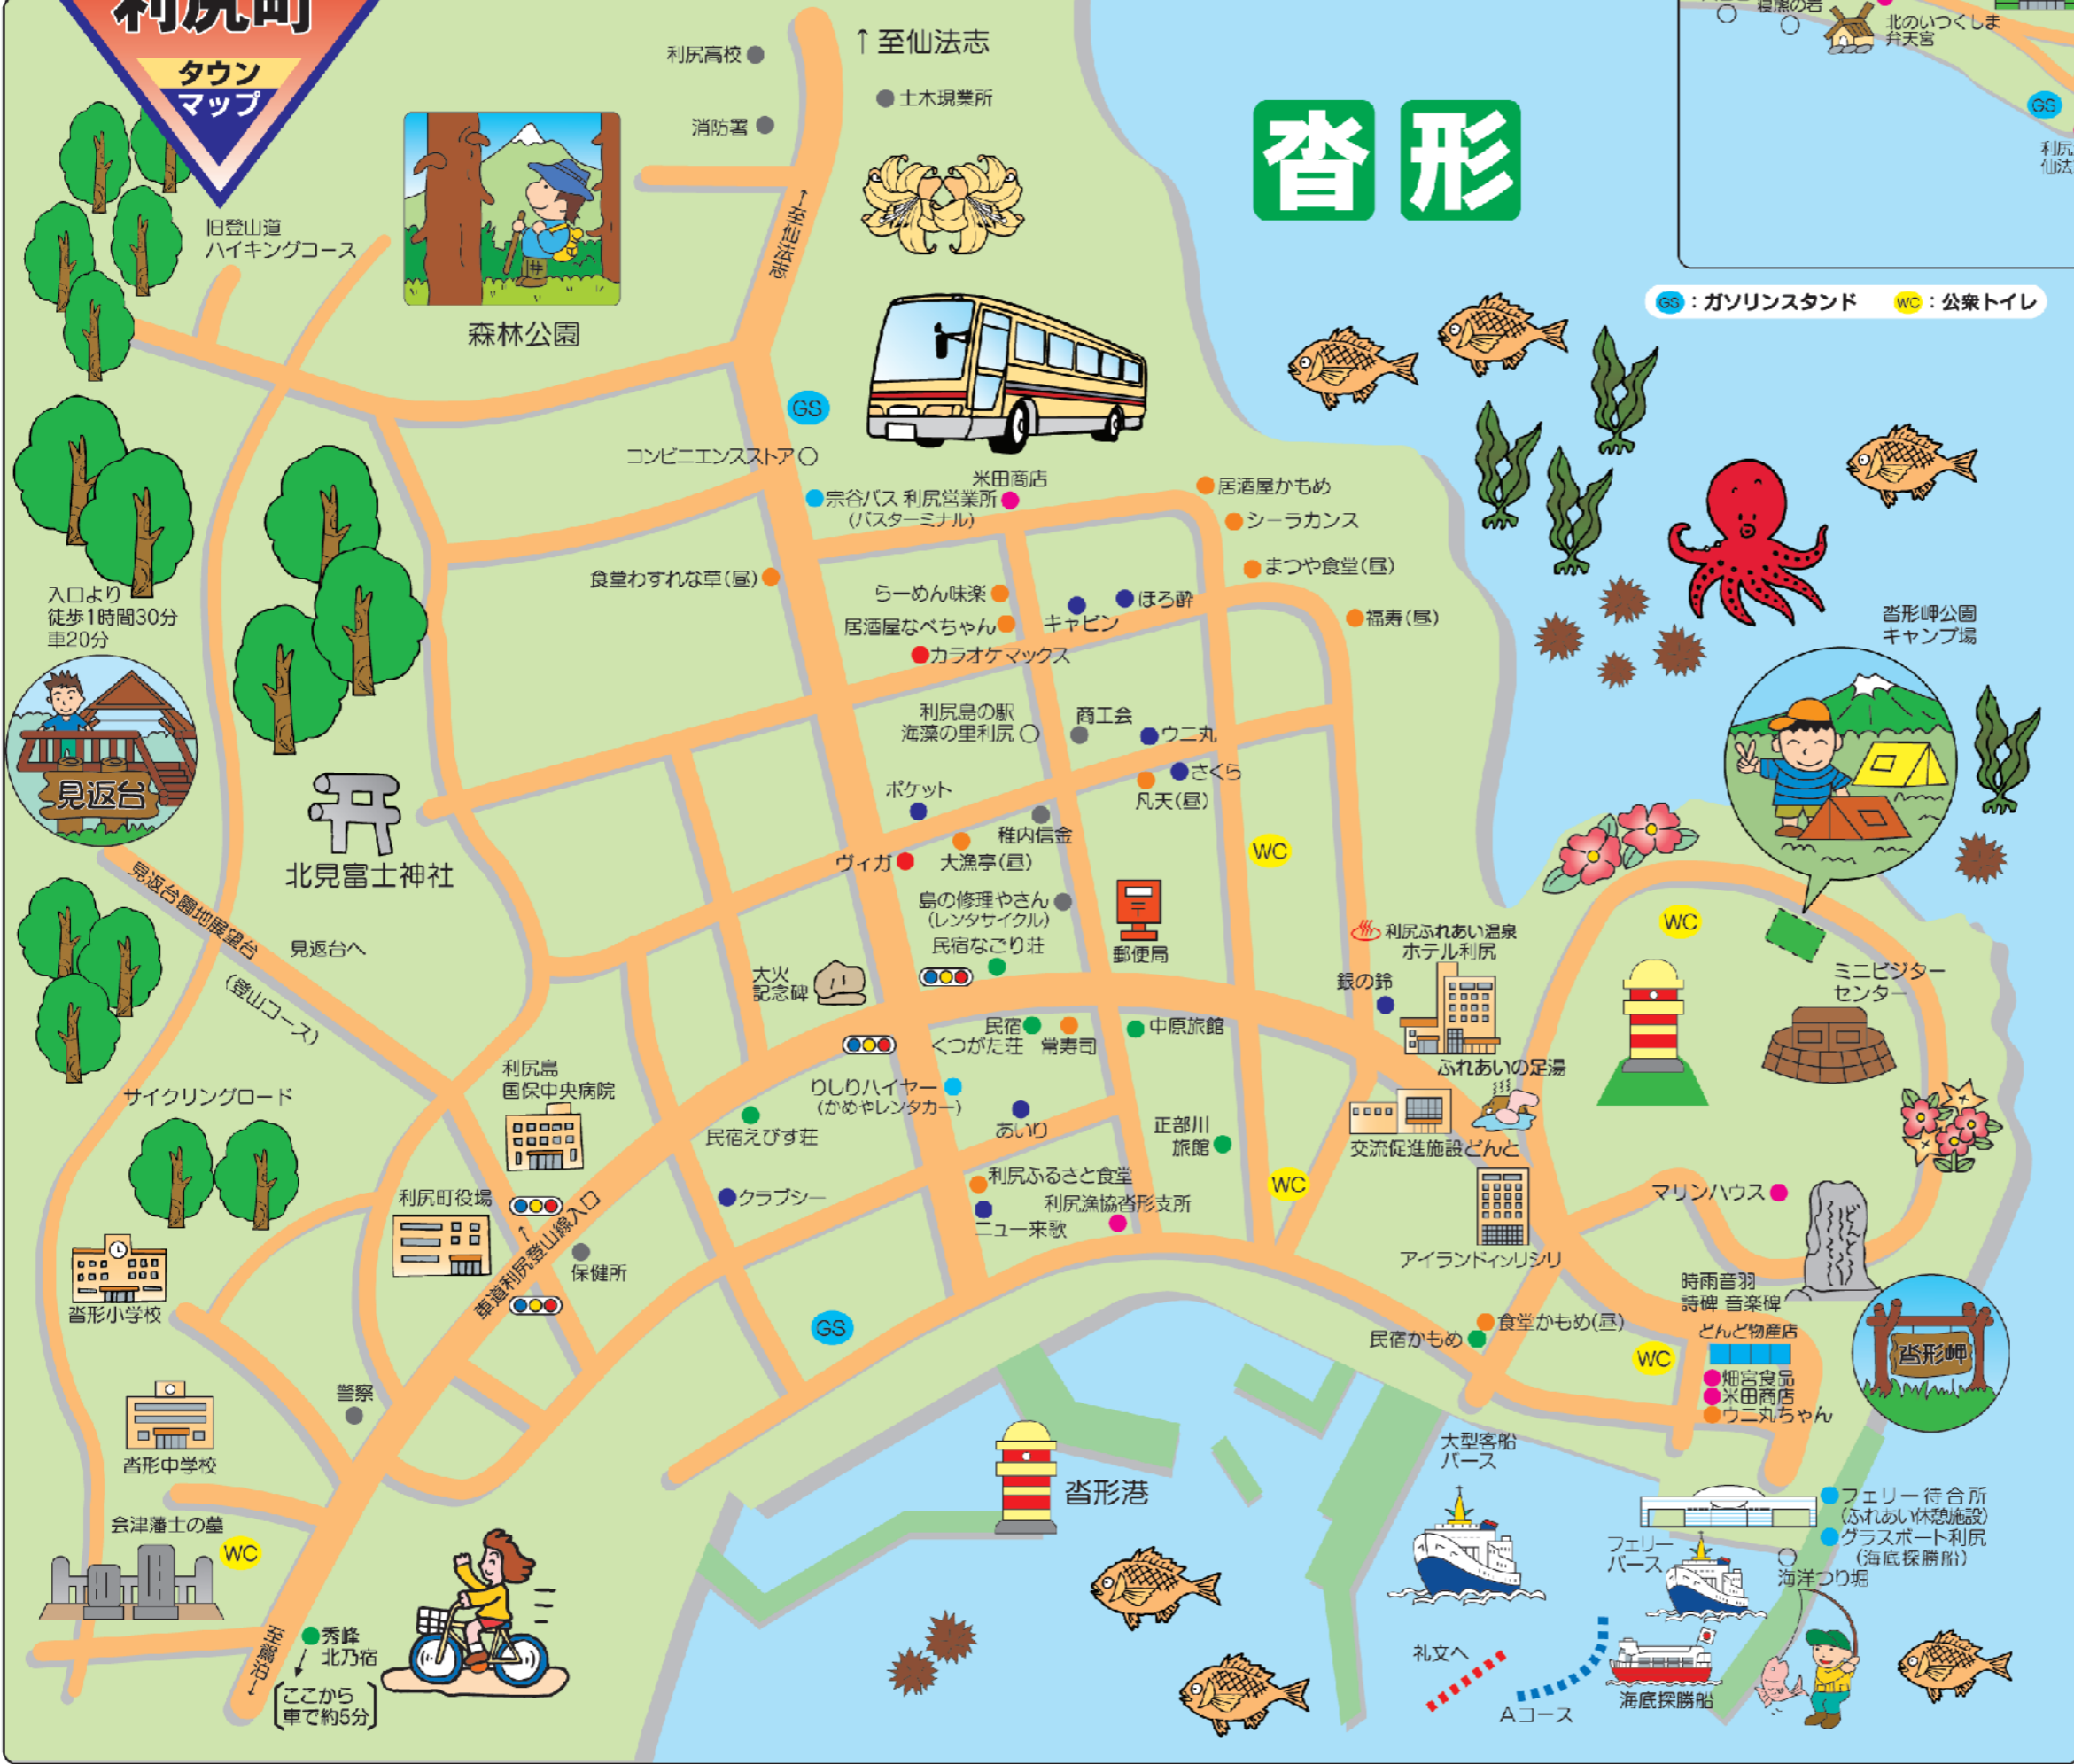 利尻町
タウン
マップ
寝熊の岩
北のいつくしま
弁天宮
GS
利尻
仙法
GS：ガソリンスタンド
WC：公衆トイレ
沓形
↑至仙法志
利尻高校
土木現業所
消防署
↑至仙法志
旧登山道
ハイキングコース
森林公園
GS
コンビニエンスストア
米田商店
宗谷バス 利尻営業所
(バスターミナル)
居酒屋かもめ
シーラカンス
まつや食堂(昼)
食堂わすれな草(昼)
らーめん味楽
ほろ酔
キャビン
居酒屋なべちゃん
カラオケマックス
福寿(昼)
入口より
徒歩1時間30分
車20分
見返台
沓形岬公園
キャンプ場
利尻島の駅
海藻の里利尻
商工会
ウニ丸
さくら
凡天(昼)
ポケット
稚内信金
ヴィガ
大漁亭(昼)
WC
北見富士神社
見返台園地展望台
見返台へ
(登山コース)
島の修理やさん
(レンタサイクル)
民宿なごり荘
郵便局
大火
記念碑
利尻ふれあい温泉
ホテル利尻
銀の鈴
WC
ミニビジター
センター
民宿
くつがた荘
常寿司
中原旅館
ふれあいの足湯
サイクリングロード
利尻島
国保中央病院
りしりハイヤー
(かめやレンタカー)
民宿えびす荘
あいり
正部川
旅館
交流促進施設どんと
利尻ふるさと食堂
クラブシー
利尻漁協沓形支所
ニュー来歌
WC
マリンハウス
どんと
利尻町役場
車道利尻登山線入口
↑
保健所
アイランドインリシリ
沓形小学校
時雨音羽
詩碑 音楽碑
どんど物産店
畑宮食品
米田商店
ウニ丸ちゃん
沓形岬
GS
食堂かもめ(昼)
民宿かもめ
WC
警察
沓形中学校
沓形港
大型客船
バース
フェリー待合所
(ふれあい休憩施設)
グラスボート利尻
(海底探勝船)
フェリー
バース
海洋つり堀
会津藩士の墓
WC
至鴛泊→
秀峰
北乃宿
ここから
車で約5分
礼文へ
Aコース
海底探勝船